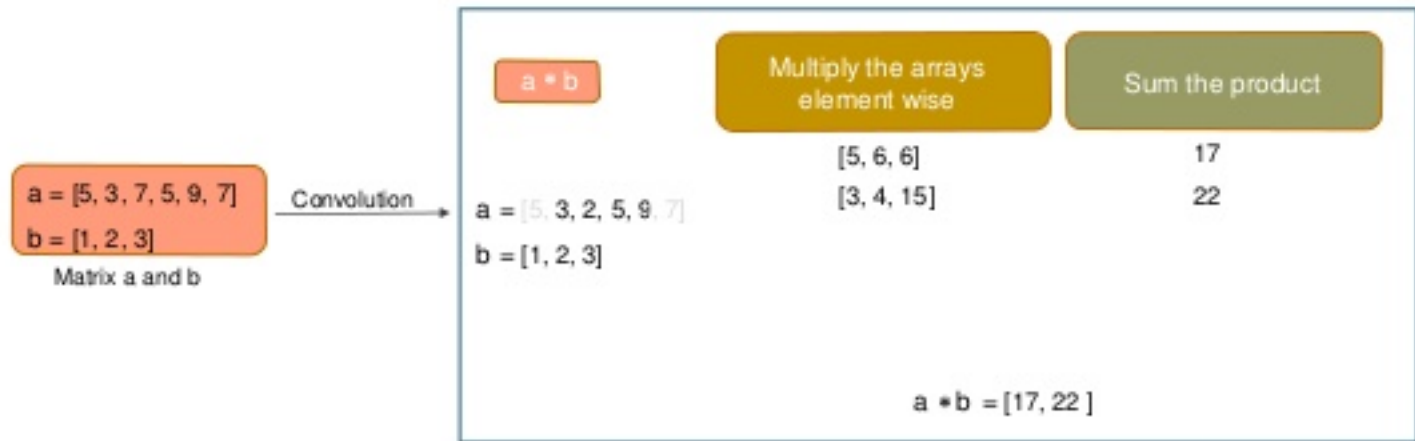 a * b
Multiply the arrays
element wise
Sum the product
[5, 6, 6]
17
[3, 4, 15]
22
a = [5, 3, 7, 5, 9, 7]
b = [1, 2, 3]
Matrix a and b
Convolution
a = [5, 3, 2, 5, 9, 7]
b = [1, 2, 3]
a * b = [17, 22 ]